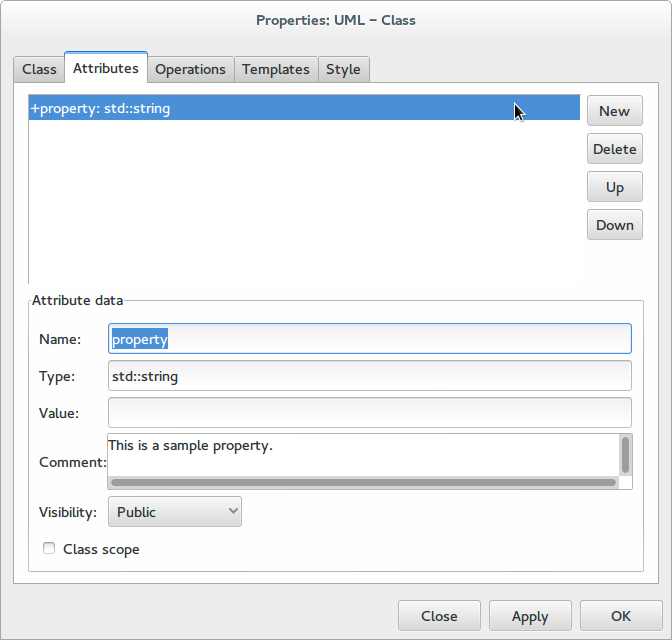 Properties: UML – Class
Class Attributes Operations Templates Style
+property: std::string
New
Delete
Up
Down
Attribute data
Name: property
Type: std::string
Value:
Comment: This is a sample property.
Visibility: Public
Class scope
Close Apply OK